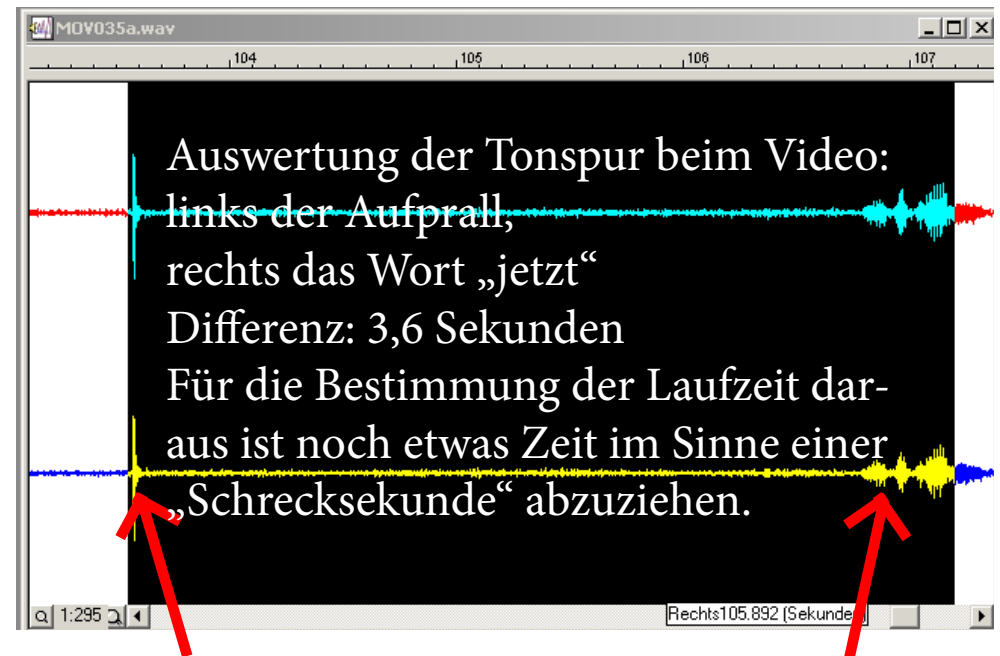 MOV035a.wav
104 105 106 107
Auswertung der Tonspur beim Video:
links der Aufprall,
rechts das Wort „jetzt“
Differenz: 3,6 Sekunden
Für die Bestimmung der Laufzeit dar-
aus ist noch etwas Zeit im Sinne einer
„Schrecksekunde“ abzuziehen.
1:295 Rechts105.892 (Sekunden)